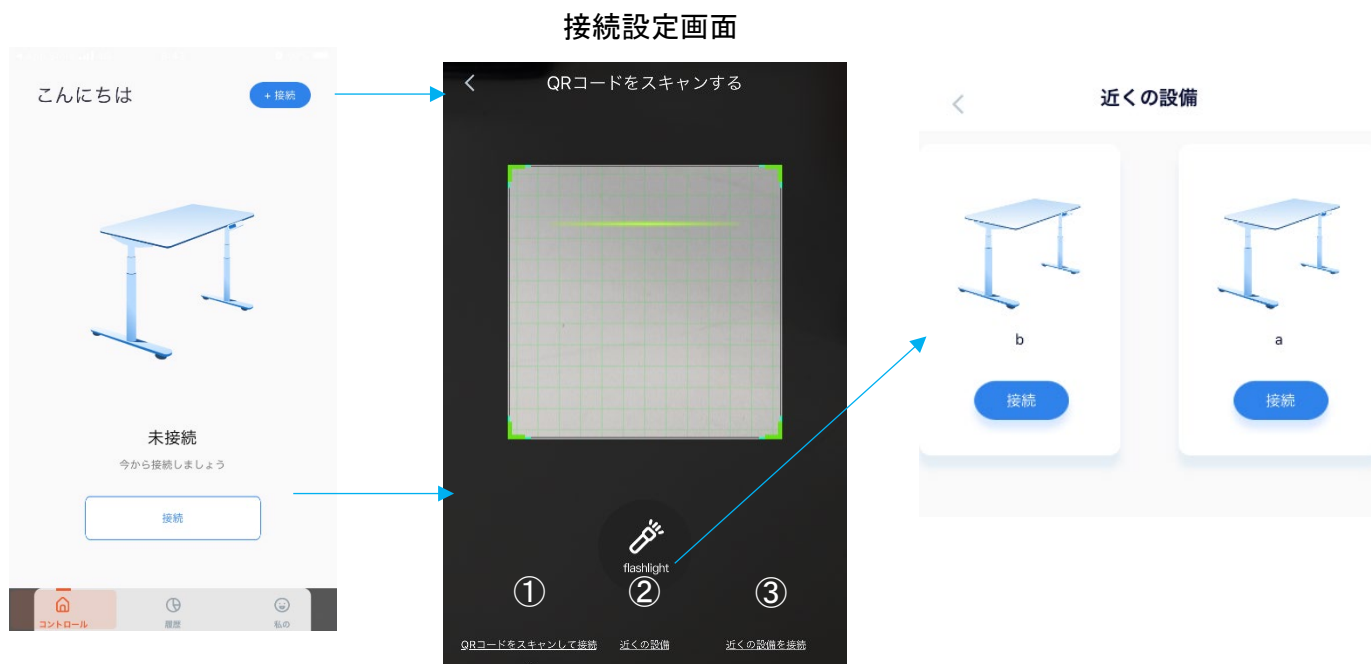 接続設定画面
こんにちは
+ 接続
未接続
今から接続しましょう
接続
コントロール
履歴
私の
QRコードをスキャンする
flashlight
①
②
③
QRコードをスキャンして接続
近くの設備
近くの設備を接続
近くの設備
b
接続
a
接続